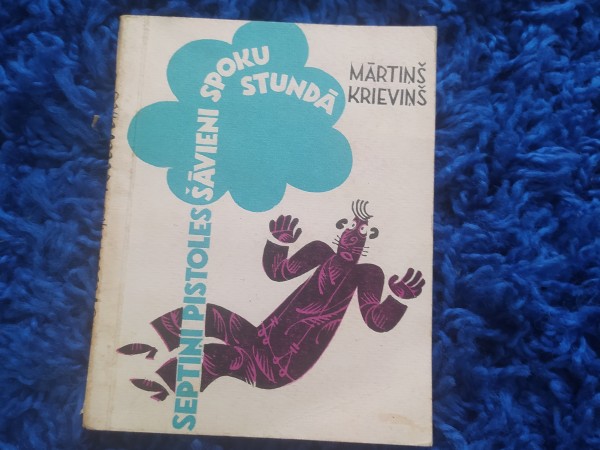 MĀRTIŅŠ
KRIEVIŅŠ
SEPTIŅI PISTOLES
ŠĀVIENI SPOKU
STUNDĀ